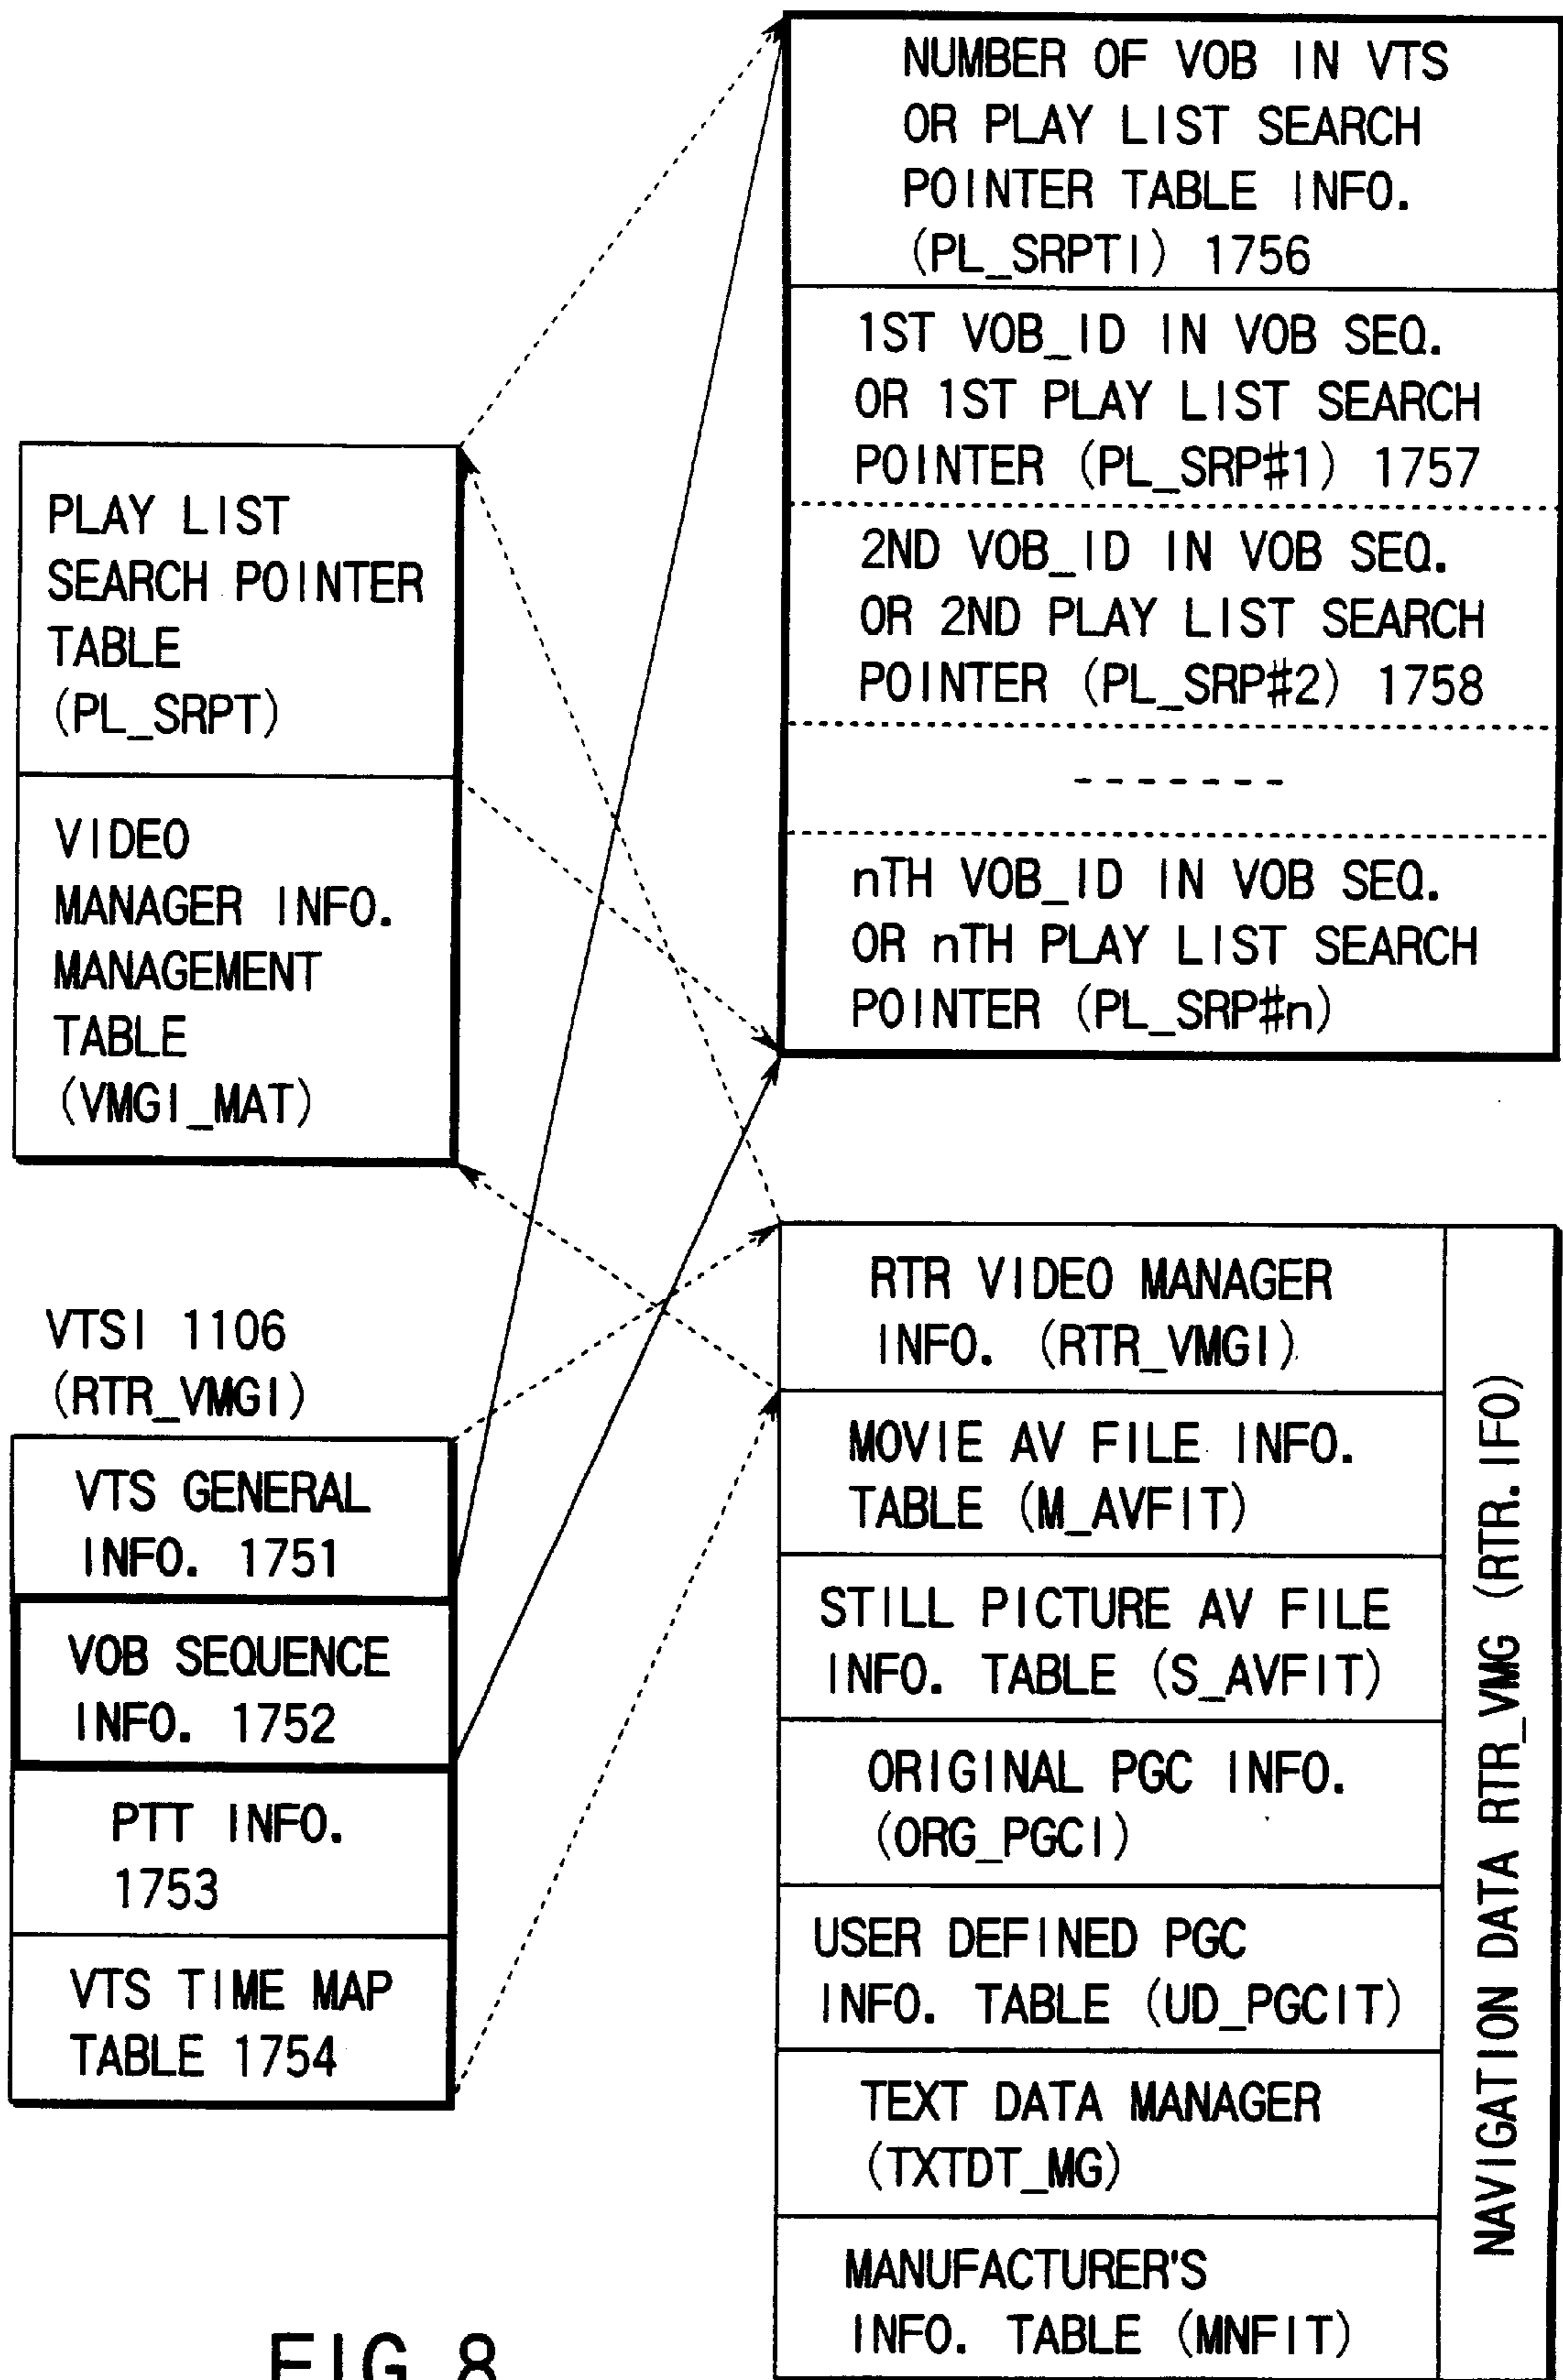 NUMBER OF VOB IN VTS
OR PLAY LIST SEARCH
POINTER TABLE INFO.
(PL_SRPTI) 1756
1ST VOB_ID IN VOB SEQ.
OR 1ST PLAY LIST SEARCH
POINTER (PL_SRP#1) 1757
2ND VOB_ID IN VOB SEQ.
OR 2ND PLAY LIST SEARCH
POINTER (PL_SRP#2) 1758
-------
nTH VOB_ID IN VOB SEQ.
OR nTH PLAY LIST SEARCH
POINTER (PL_SRP#n)
PLAY LIST
SEARCH POINTER
TABLE
(PL_SRPT)
VIDEO
MANAGER INFO.
MANAGEMENT
TABLE
(VMGI_MAT)
VTSI 1106
(RTR_VMGI)
VTS GENERAL
INFO. 1751
VOB SEQUENCE
INFO. 1752
PTT INFO.
1753
VTS TIME MAP
TABLE 1754
RTR VIDEO MANAGER
INFO. (RTR_VMGI)
MOVIE AV FILE INFO.
TABLE (M_AVFIT)
STILL PICTURE AV FILE
INFO. TABLE (S_AVFIT)
ORIGINAL PGC INFO.
(ORG_PGCI)
USER DEFINED PGC
INFO. TABLE (UD_PGCIT)
TEXT DATA MANAGER
(TXTDT_MG)
MANUFACTURER'S
INFO. TABLE (MNFIT)
NAVIGATION DATA RTR_VMG (RTR.IFO)
FIG. 8